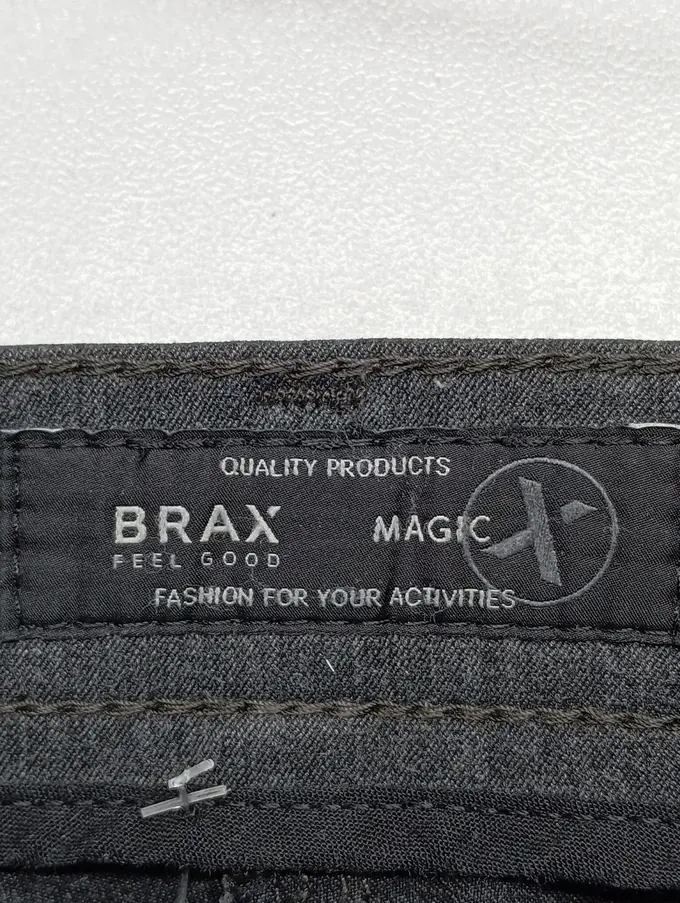 QUALITY PRODUCTS
BRAX MAGIC X
FEEL GOOD
FASHION FOR YOUR ACTIVITIES